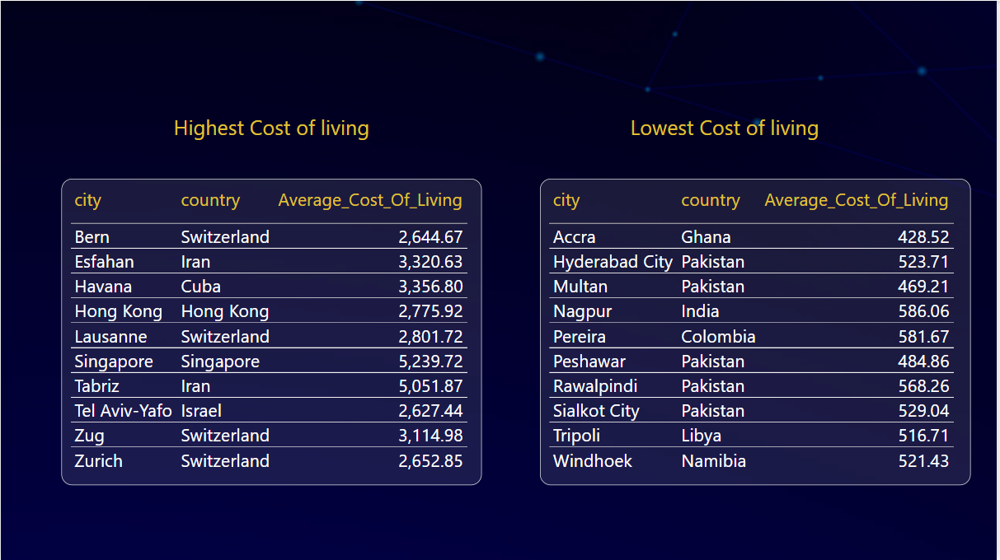 Highest Cost of living
city country Average_Cost_Of_Living
Bern Switzerland 2,644.67
Esfahan Iran 3,320.63
Havana Cuba 3,356.80
Hong Kong Hong Kong 2,775.92
Lausanne Switzerland 2,801.72
Singapore Singapore 5,239.72
Tabriz Iran 5,051.87
Tel Aviv-Yafo Israel 2,627.44
Zug Switzerland 3,114.98
Zurich Switzerland 2,652.85
Lowest Cost of living
city country Average_Cost_Of_Living
Accra Ghana 428.52
Hyderabad City Pakistan 523.71
Multan Pakistan 469.21
Nagpur India 586.06
Pereira Colombia 581.67
Peshawar Pakistan 484.86
Rawalpindi Pakistan 568.26
Sialkot City Pakistan 529.04
Tripoli Libya 516.71
Windhoek Namibia 521.43